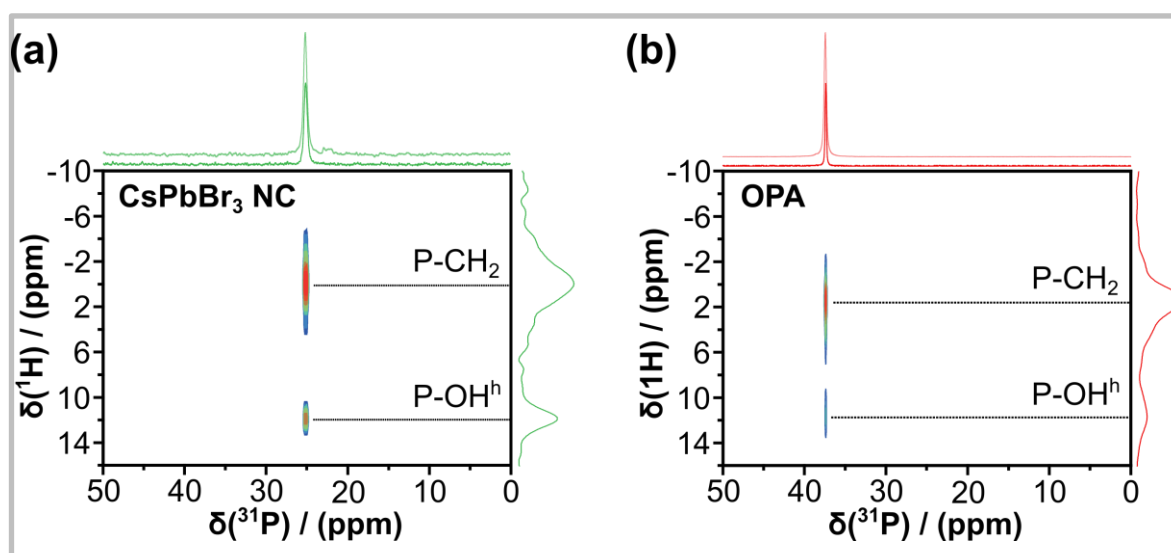 (a)
CsPbBr₃ NC
P-CH₂
P-OHʰ
-10
-6
-2
2
6
10
14
δ(¹H) / (ppm)
50 40 30 20 10 0
δ(³¹P) / (ppm)
(b)
OPA
P-CH₂
P-OHʰ
-10
-6
-2
2
6
10
14
δ(1H) / (ppm)
50 40 30 20 10 0
δ(³¹P) / (ppm)